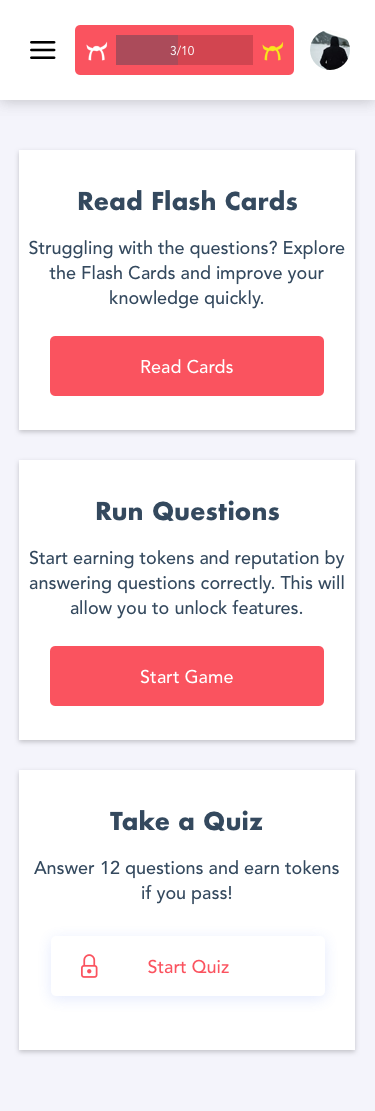 3/10
Read Flash Cards
Struggling with the questions? Explore
the Flash Cards and improve your
knowledge quickly.
Read Cards
Run Questions
Start earning tokens and reputation by
answering questions correctly. This will
allow you to unlock features.
Start Game
Take a Quiz
Answer 12 questions and earn tokens
if you pass!
Start Quiz